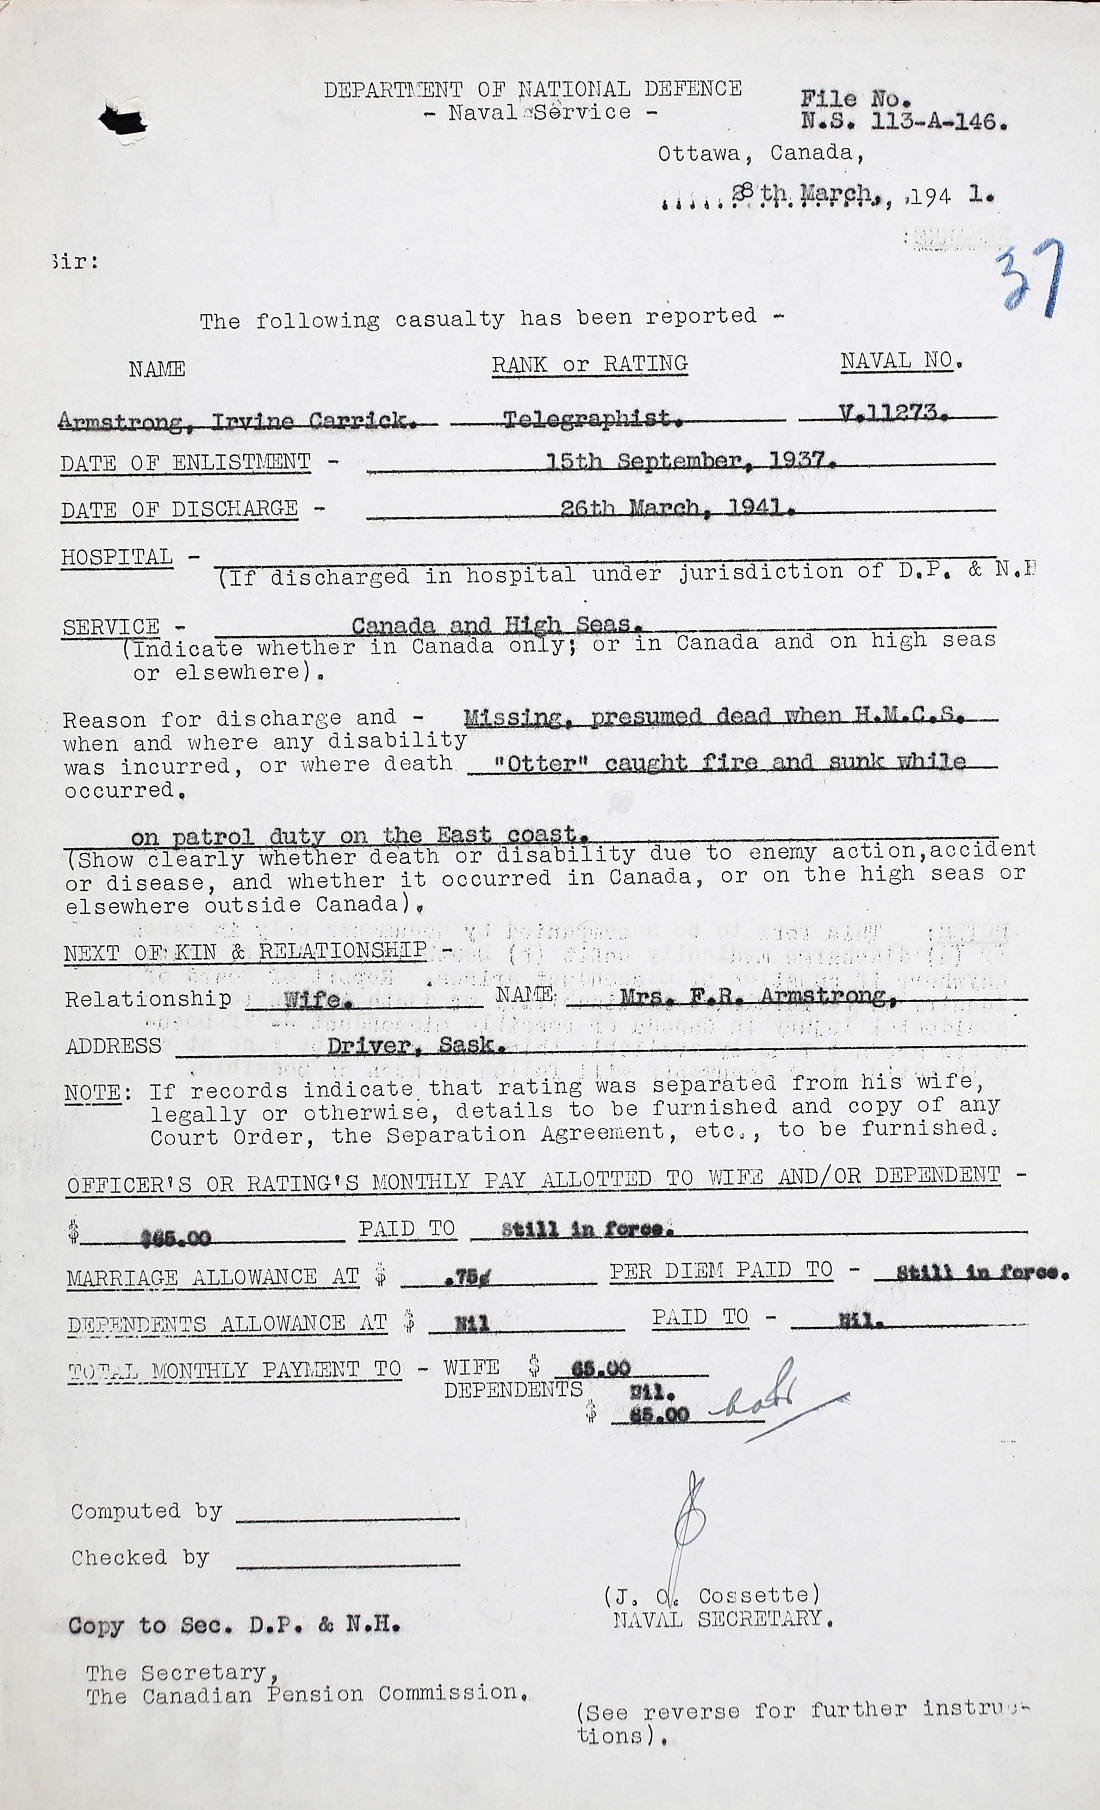 DEPARTMENT OF NATIONAL DEFENCE
- Naval Service -
File No.
N.S. 113-A-146.
Ottawa, Canada,
28th March, 1941.
37
Sir:
The following casualty has been reported -
NAME RANK or RATING NAVAL NO.
Armstrong, Irvine Carrick. Telegraphist. V.11273.
DATE OF ENLISTMENT - 15th September, 1937.
DATE OF DISCHARGE - 26th March, 1941.
HOSPITAL -
(If discharged in hospital under jurisdiction of D.P. & N.H
SERVICE - Canada and High Seas.
(Indicate whether in Canada only; or in Canada and on high seas
or elsewhere).
Reason for discharge and - Missing, presumed dead when H.M.C.S.
when and where any disability
was incurred, or where death "Otter" caught fire and sunk while
occurred.
on patrol duty on the East coast.
(Show clearly whether death or disability due to enemy action,accident
or disease, and whether it occurred in Canada, or on the high seas or
elsewhere outside Canada).
NEXT OF KIN & RELATIONSHIP -
Relationship Wife. NAME Mrs. F.R. Armstrong,
ADDRESS Driver, Sask.
NOTE: If records indicate that rating was separated from his wife,
legally or otherwise, details to be furnished and copy of any
Court Order, the Separation Agreement, etc., to be furnished.
OFFICER'S OR RATING'S MONTHLY PAY ALLOTTED TO WIFE AND/OR DEPENDENT -
$ $65.00 PAID TO Still in force.
MARRIAGE ALLOWANCE AT $ .75¢ PER DIEM PAID TO - Still in force.
DEPENDENTS ALLOWANCE AT $ Nil PAID TO - Nil.
TOTAL MONTHLY PAYMENT TO - WIFE $ 65.00
DEPENDENTS Nil.
$ 65.00
Computed by
Checked by
(J. O. Cossette)
NAVAL SECRETARY.
Copy to Sec. D.P. & N.H.
The Secretary,
The Canadian Pension Commission.
(See reverse for further instruc-
tions).